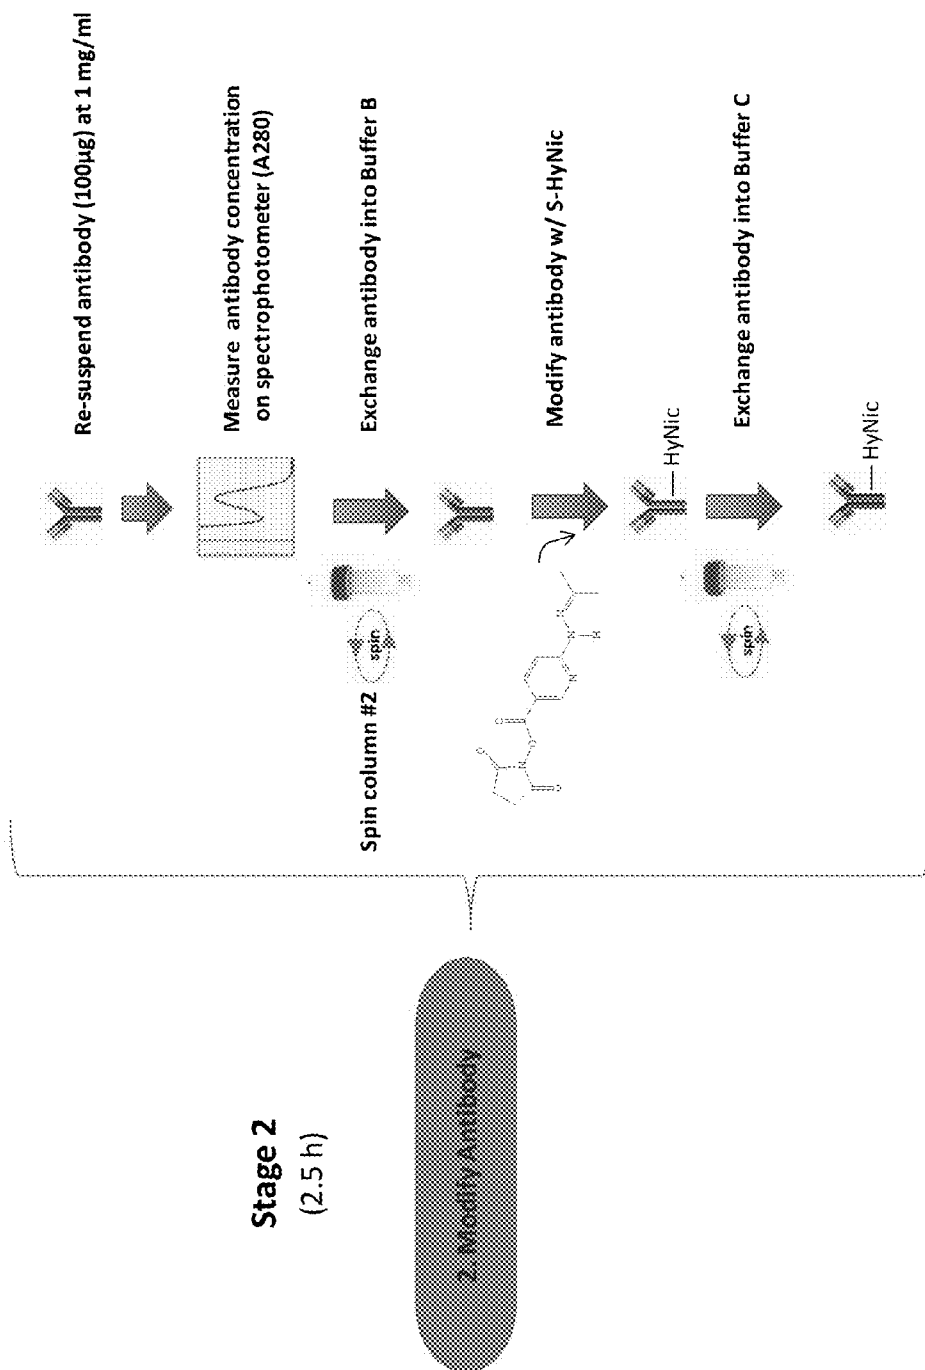 Stage 2
(2.5 h)
2. Modify Antibody
Re-suspend antibody (100µg) at 1 mg/ml
Measure antibody concentration
on spectrophotometer (A280)
Spin column #2
spin
Exchange antibody into Buffer B
O
O
N
O
O
N
N
H
N
Modify antibody w/ S-HyNic
HyNic
spin
Exchange antibody into Buffer C
HyNic